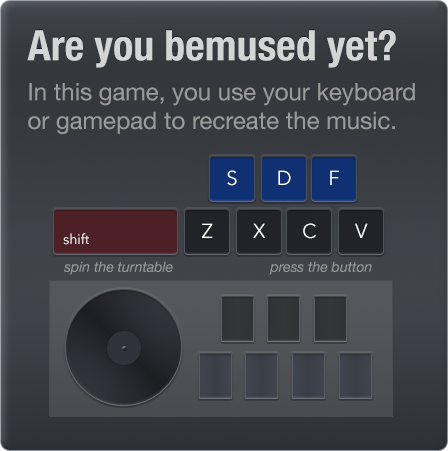 Are you bemused yet?
In this game, you use your keyboard
or gamepad to recreate the music.
S D F
shift Z X C V
spin the turntable press the button